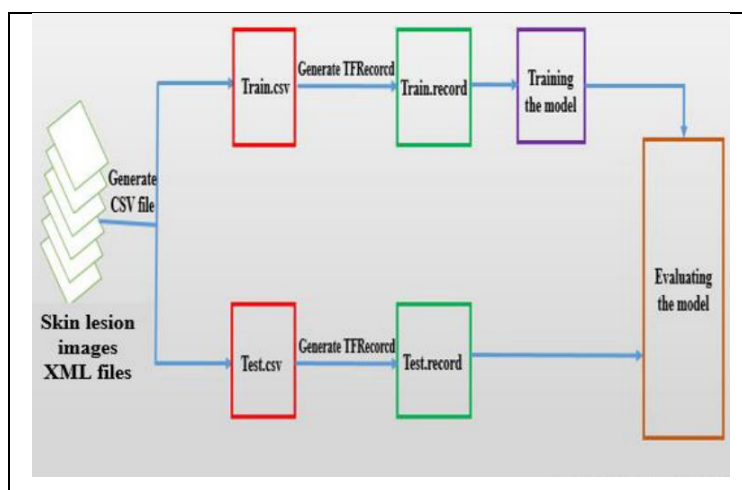 Generate TFRecorcd
Train.csv
Train.record
Training
the model
Generate
CSV file
Skin lesion
images
XML files
Evaluating
the model
Generate TFRecorcd
Test.csv
Test.record